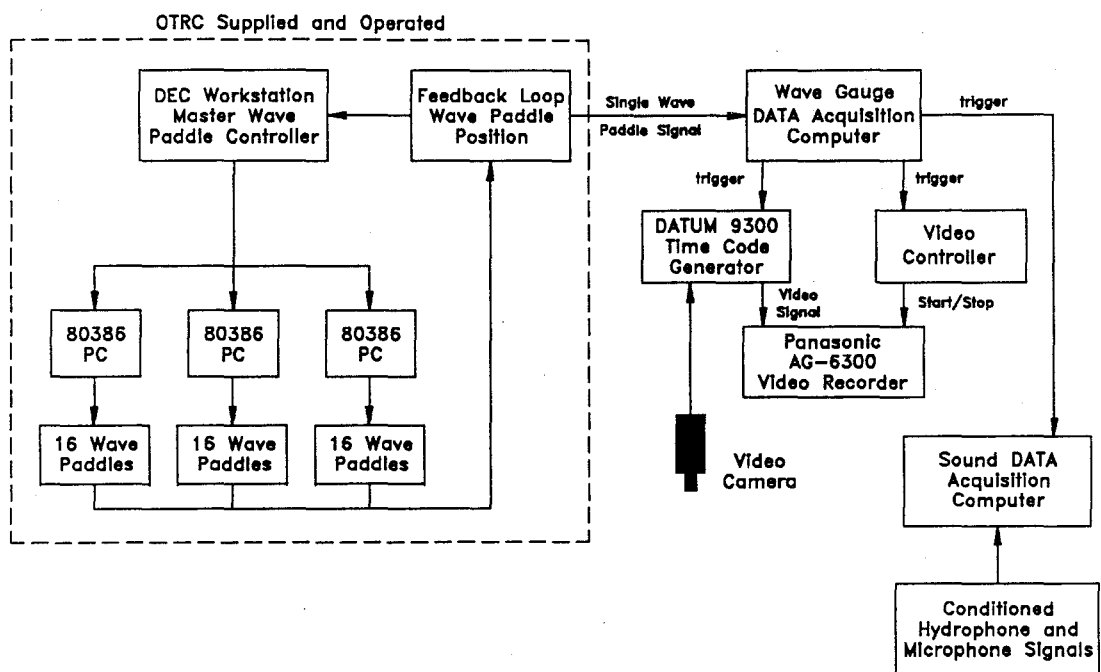 OTRC Supplied and Operated
DEC Workstation
Master Wave
Paddle Controller
Feedback Loop
Wave Paddle
Position
Single Wave
Paddle Signal
Wave Gauge
DATA Acquisition
Computer
trigger
trigger
trigger
DATUM 9300
Time Code
Generator
Video
Controller
Video
Signal
Start/Stop
Panasonic
AG-6300
Video Recorder
80386
PC
80386
PC
80386
PC
16 Wave
Paddles
16 Wave
Paddles
16 Wave
Paddles
Video
Camera
Sound DATA
Acquisition
Computer
Conditioned
Hydrophone and
Microphone Signals